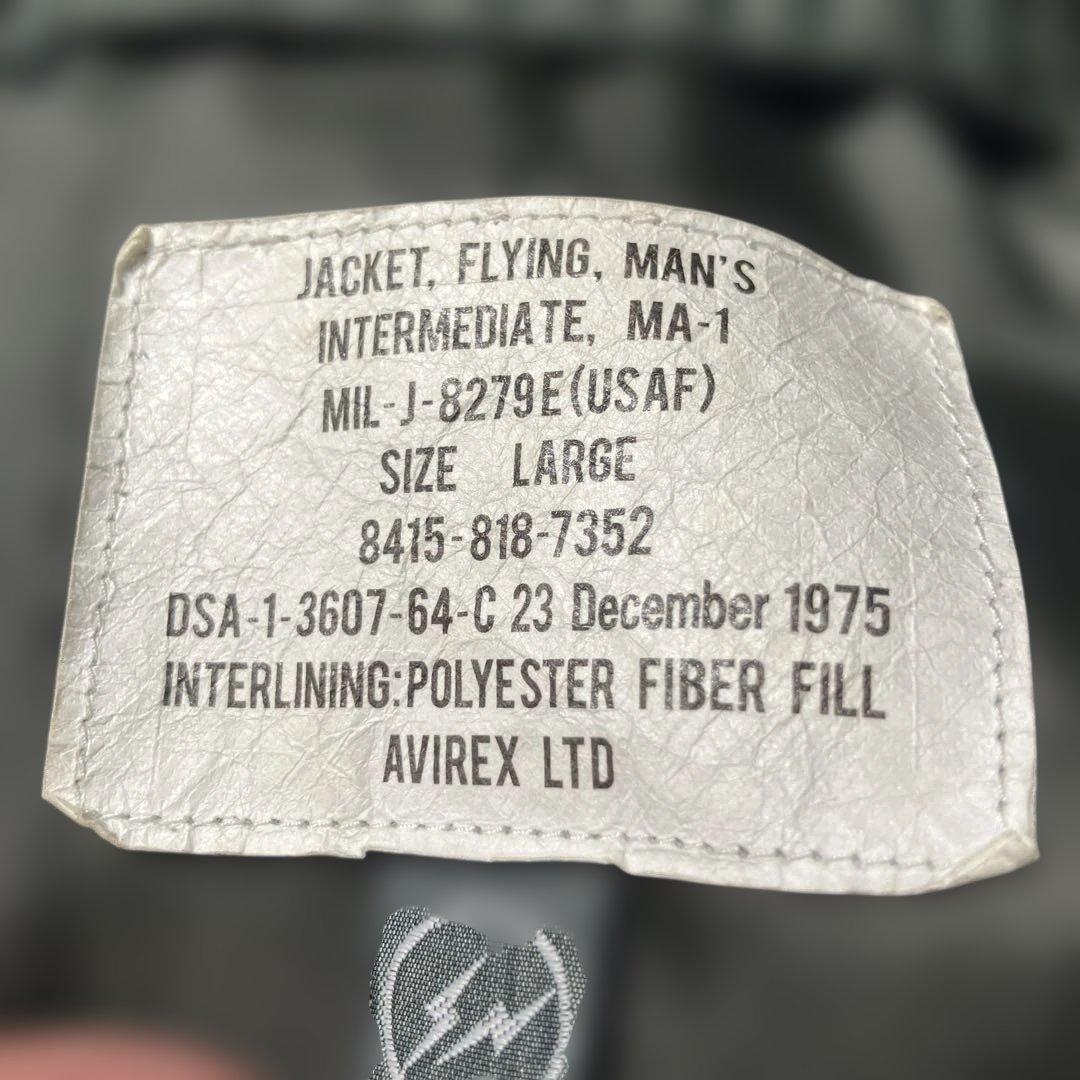 JACKET, FLYING, MAN'S
INTERMEDIATE, MA-1
MIL-J-8279E(USAF)
SIZE LARGE
8415-818-7352
DSA-1-3607-64-C 23 December 1975
INTERLINING:POLYESTER FIBER FILL
AVIREX LTD